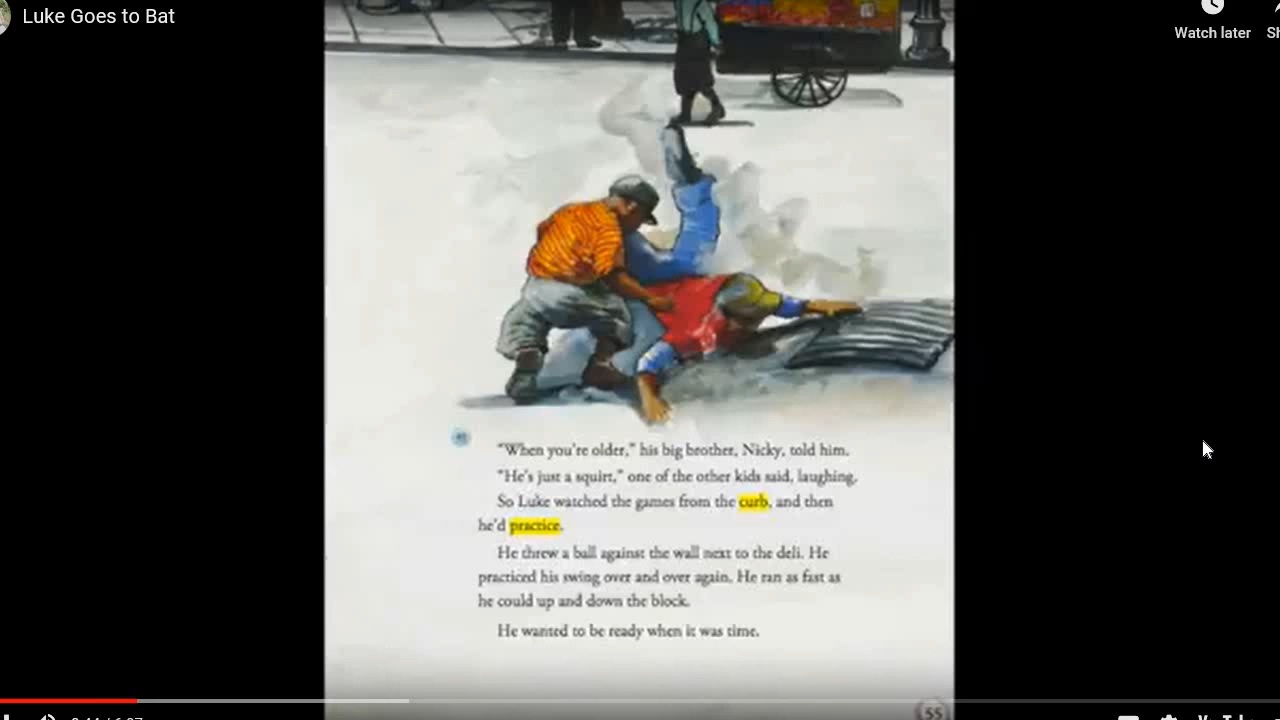 Luke Goes to Bat
Watch later
"When you're older," his big brother, Nicky, told him.
"He's just a squirt," one of the other kids said, laughing.
So Luke watched the games from the curb, and then
he'd practice.
He threw a ball against the wall next to the deli. He
practiced his swing over and over again. He ran as fast as
he could up and down the block.
He wanted to be ready when it was time.
55